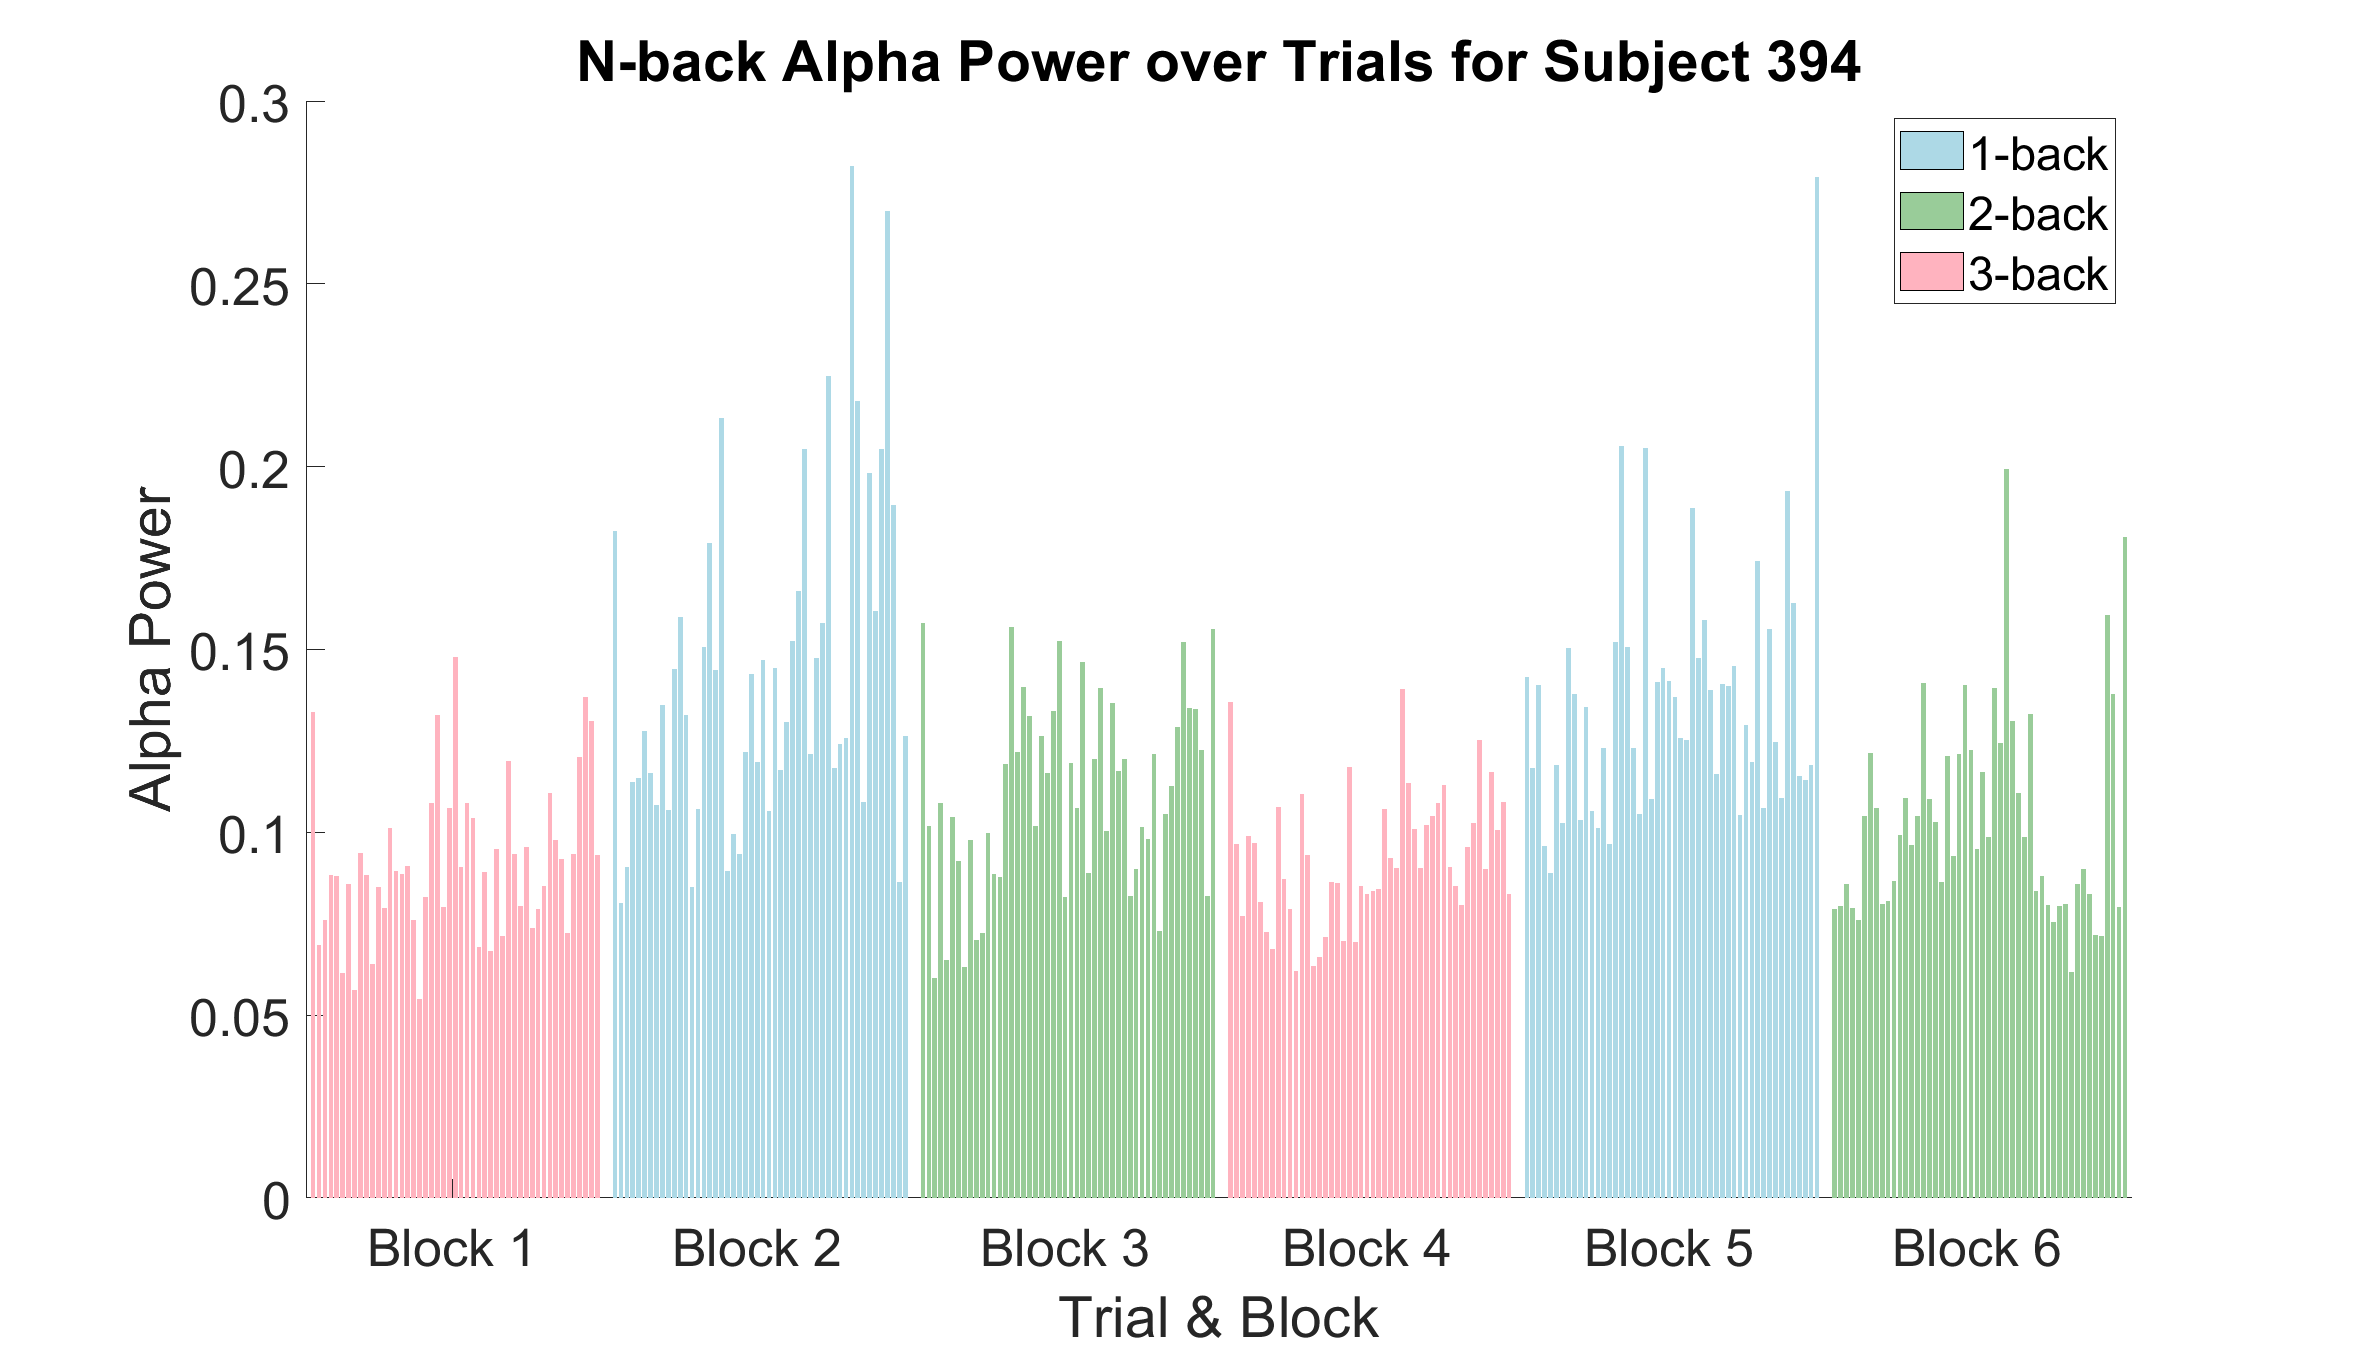 N-back Alpha Power over Trials for Subject 394
0.3
0.25
0.2
0.15
0.1
0.05
0
Alpha Power
1-back
2-back
3-back
Block 1
Block 2
Block 3
Block 4
Block 5
Block 6
Trial & Block